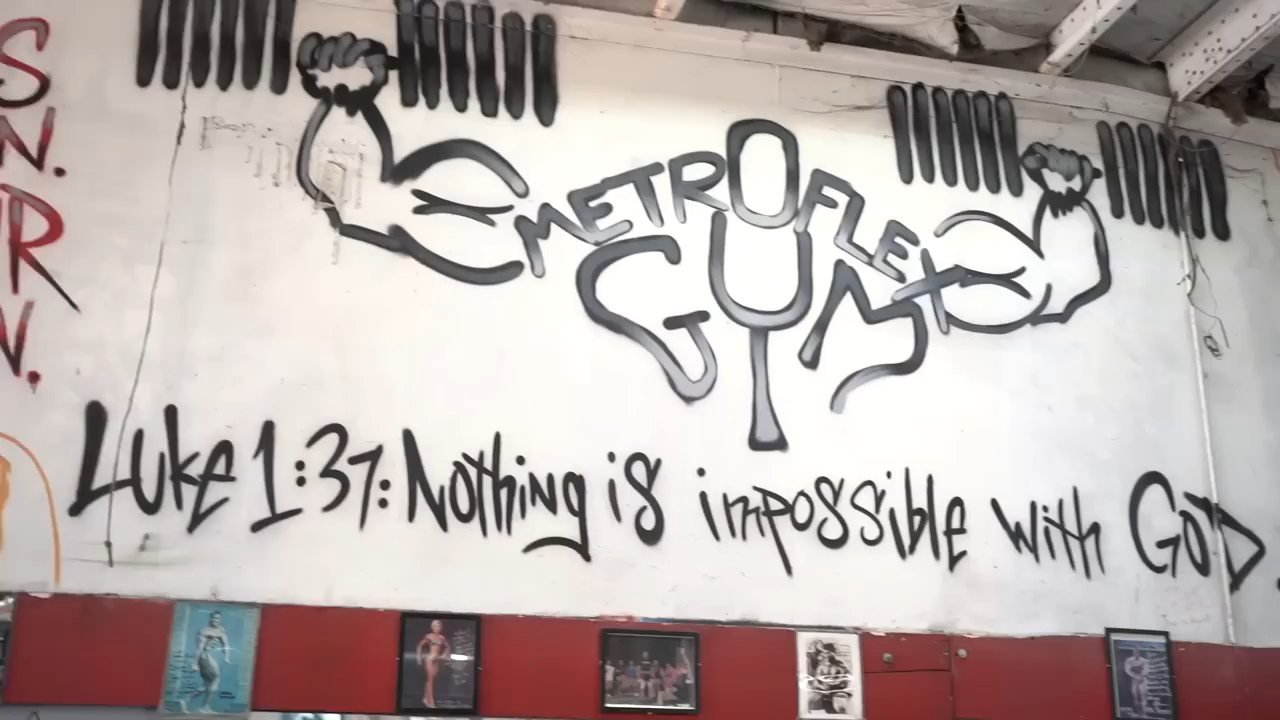 S
N.
R
N.
METROFLEX
GYM
Luke 1:37: Nothing is impossible with GOD.